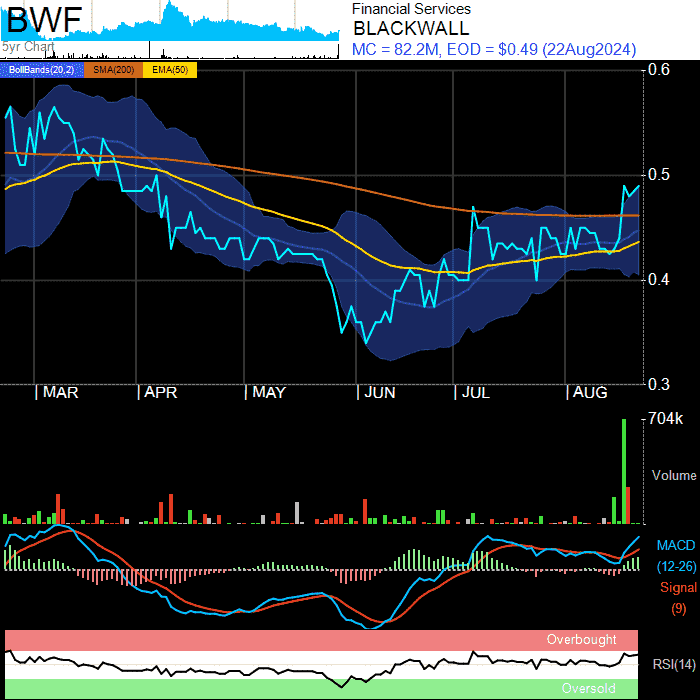 BWF
5yr Chart
Financial Services
BLACKWALL
MC = 82.2M, EOD = $0.49 (22Aug2024)
BollBands(20,2) SMA(200) EMA(50)
0.6
0.5
0.4
0.3
| MAR | APR | MAY | JUN | JUL | AUG
704k
Volume
MACD
(12-26)
Signal
(9)
Overbought
RSI(14)
Oversold